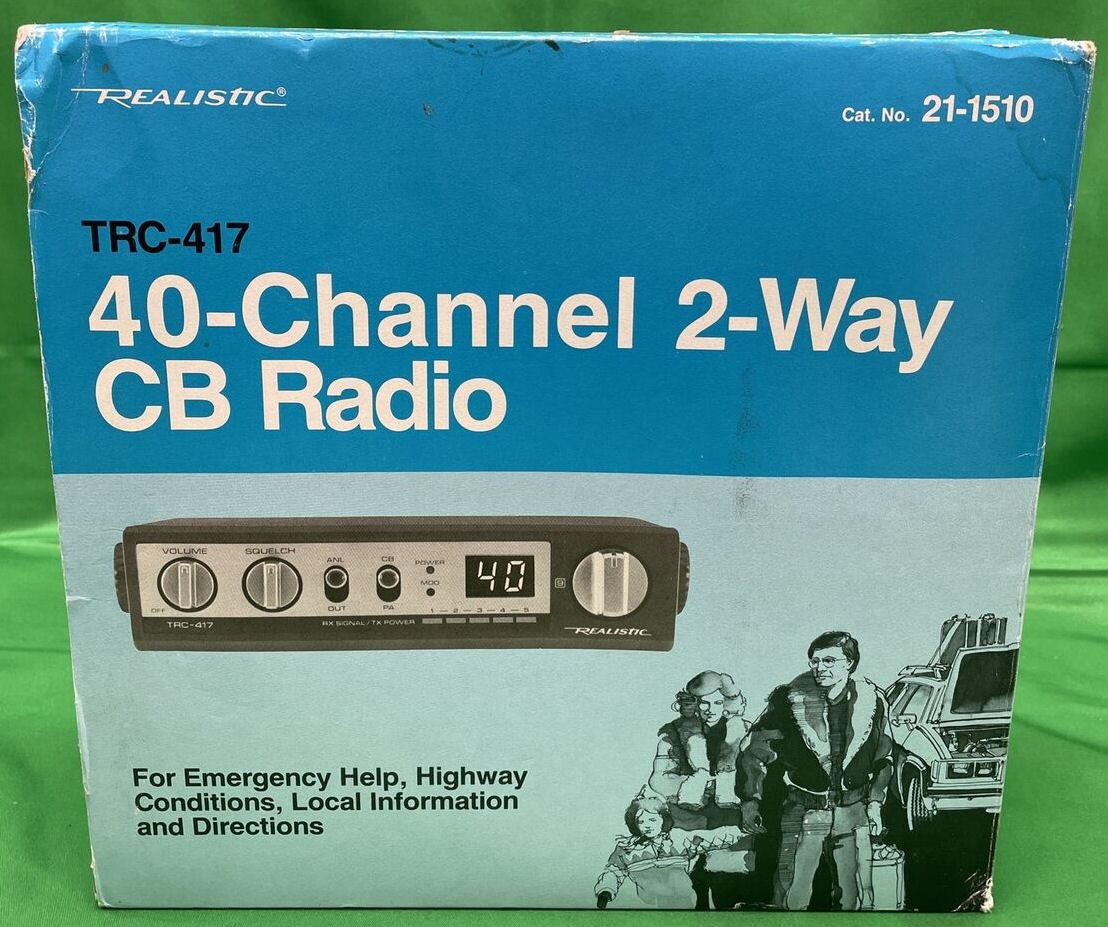 REALISTIC®
Cat. No. 21-1510
TRC-417
40-Channel 2-Way
CB Radio
VOLUME SQUELCH ANL CB POWER
MOD
40
9
OFF OUT PA
1 - 2 - 3 - 4 - 5
TRC-417 RX SIGNAL / TX POWER REALISTIC
For Emergency Help, Highway
Conditions, Local Information
and Directions